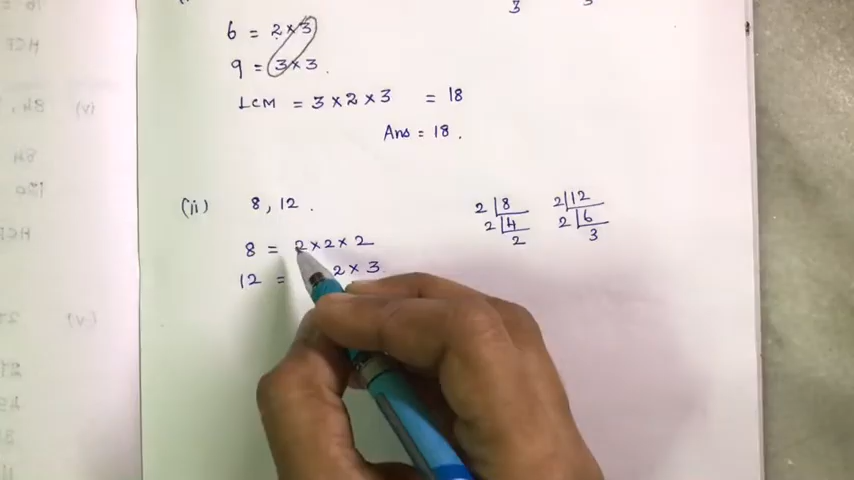 3
6 = 2 × 3
9 = 3 × 3 .
LCM = 3 × 2 × 3 = 18
Ans = 18 .
(ii) 8, 12 .
2 8 2 12
2 4 2 6
2 3
8 = 2 × 2 × 2
12 = 2 × 3